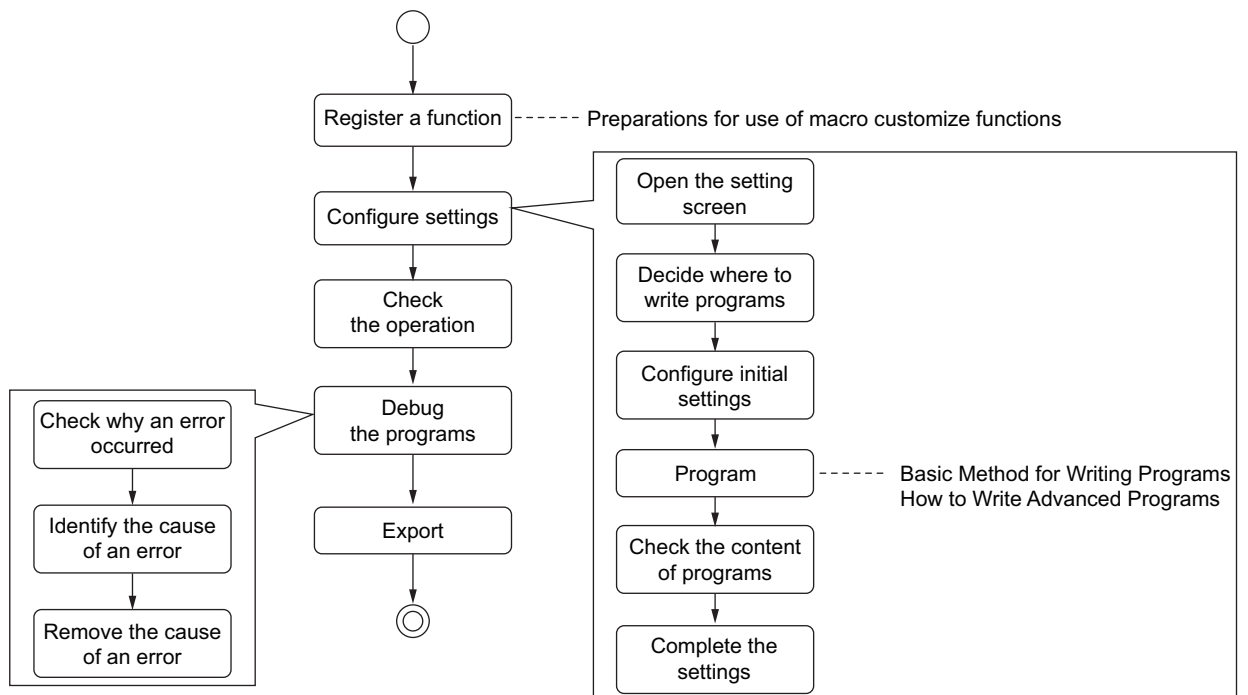 Register a function
Preparations for use of macro customize functions
Configure settings
Check
the operation
Debug
the programs
Export
Open the setting
screen
Decide where to
write programs
Configure initial
settings
Program
Basic Method for Writing Programs
How to Write Advanced Programs
Check the content
of programs
Complete the
settings
Check why an error
occurred
Identify the cause
of an error
Remove the cause
of an error